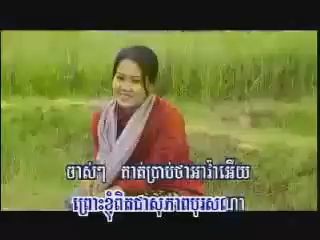 ចាស់ៗ គាត់ប្រាប់ថាអាវ៉ាអើយ
ព្រោះខ្ញុំពិតជាសុភាពបុរសណា